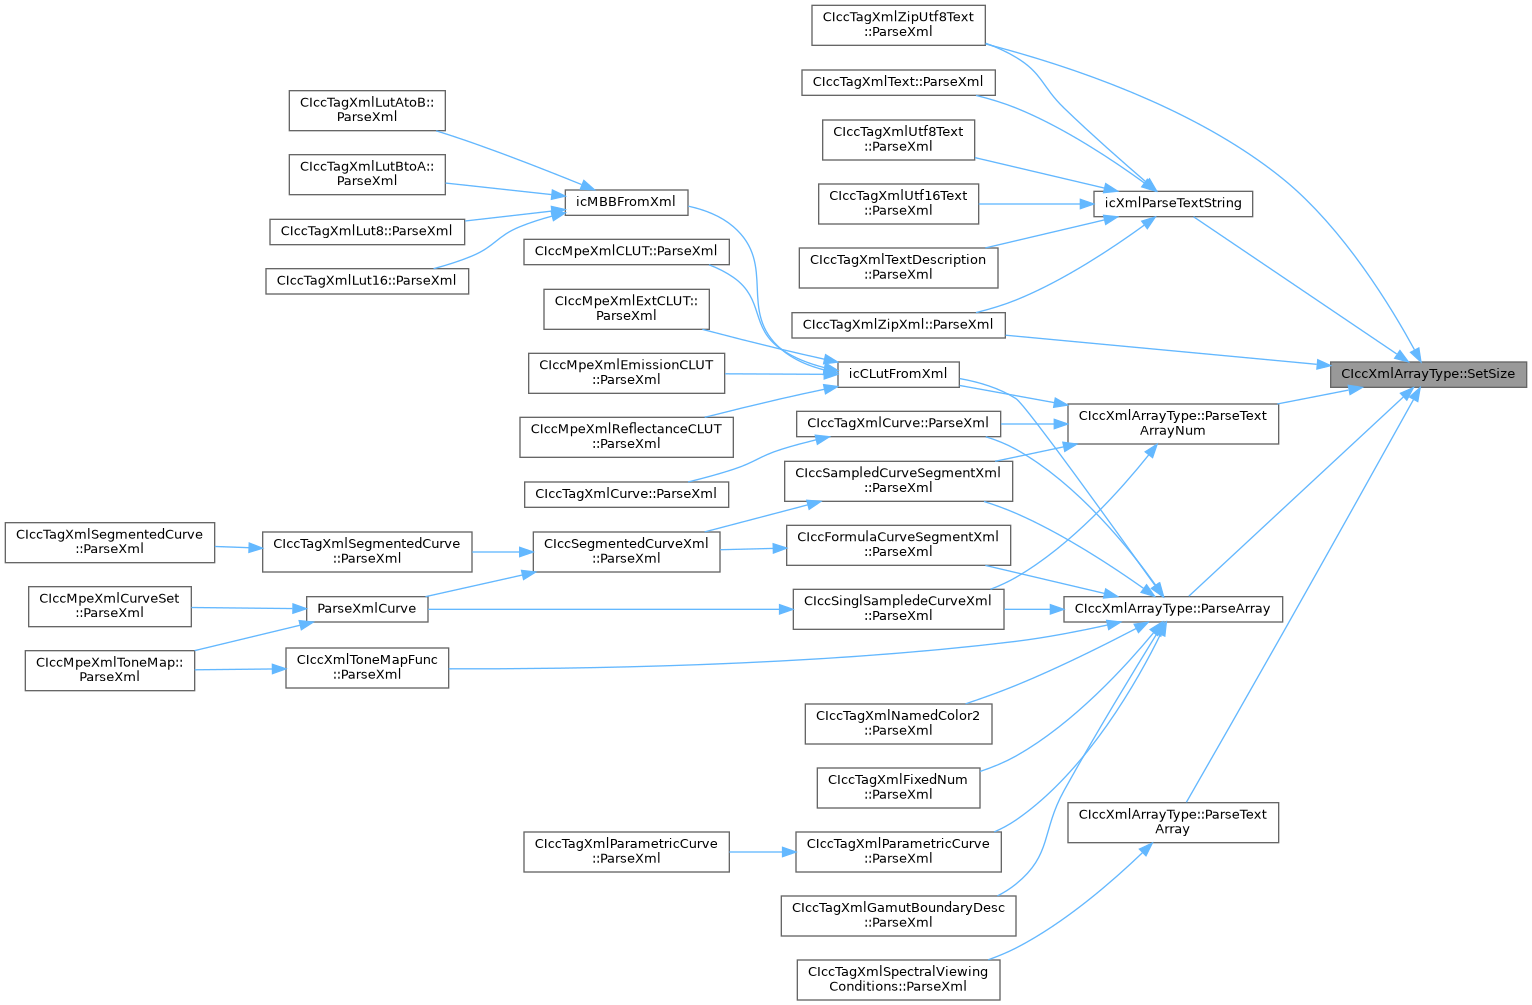 CIccTagXmlZipUtf8Text
::ParseXml
CIccTagXmlText::ParseXml
CIccTagXmlLutAtoB::
ParseXml
CIccTagXmlUtf8Text
::ParseXml
CIccTagXmlLutBtoA::
ParseXml
icMBBFromXml
CIccTagXmlUtf16Text
::ParseXml
icXmlParseTextString
CIccTagXmlLut8::ParseXml
CIccMpeXmlCLUT::ParseXml
CIccTagXmlTextDescription
::ParseXml
CIccTagXmlLut16::ParseXml
CIccMpeXmlExtCLUT::
ParseXml
CIccTagXmlZipXml::ParseXml
CIccMpeXmlEmissionCLUT
::ParseXml
icCLutFromXml
CIccXmlArrayType::SetSize
CIccMpeXmlReflectanceCLUT
::ParseXml
CIccTagXmlCurve::ParseXml
CIccXmlArrayType::ParseText
ArrayNum
CIccTagXmlCurve::ParseXml
CIccSampledCurveSegmentXml
::ParseXml
CIccTagXmlSegmentedCurve
::ParseXml
CIccTagXmlSegmentedCurve
::ParseXml
CIccSegmentedCurveXml
::ParseXml
CIccFormulaCurveSegmentXml
::ParseXml
CIccMpeXmlCurveSet
::ParseXml
ParseXmlCurve
CIccSinglSampledeCurveXml
::ParseXml
CIccXmlArrayType::ParseArray
CIccMpeXmlToneMap::
ParseXml
CIccXmlToneMapFunc
::ParseXml
CIccTagXmlNamedColor2
::ParseXml
CIccTagXmlFixedNum
::ParseXml
CIccXmlArrayType::ParseText
Array
CIccTagXmlParametricCurve
::ParseXml
CIccTagXmlParametricCurve
::ParseXml
CIccTagXmlGamutBoundaryDesc
::ParseXml
CIccTagXmlSpectralViewing
Conditions::ParseXml